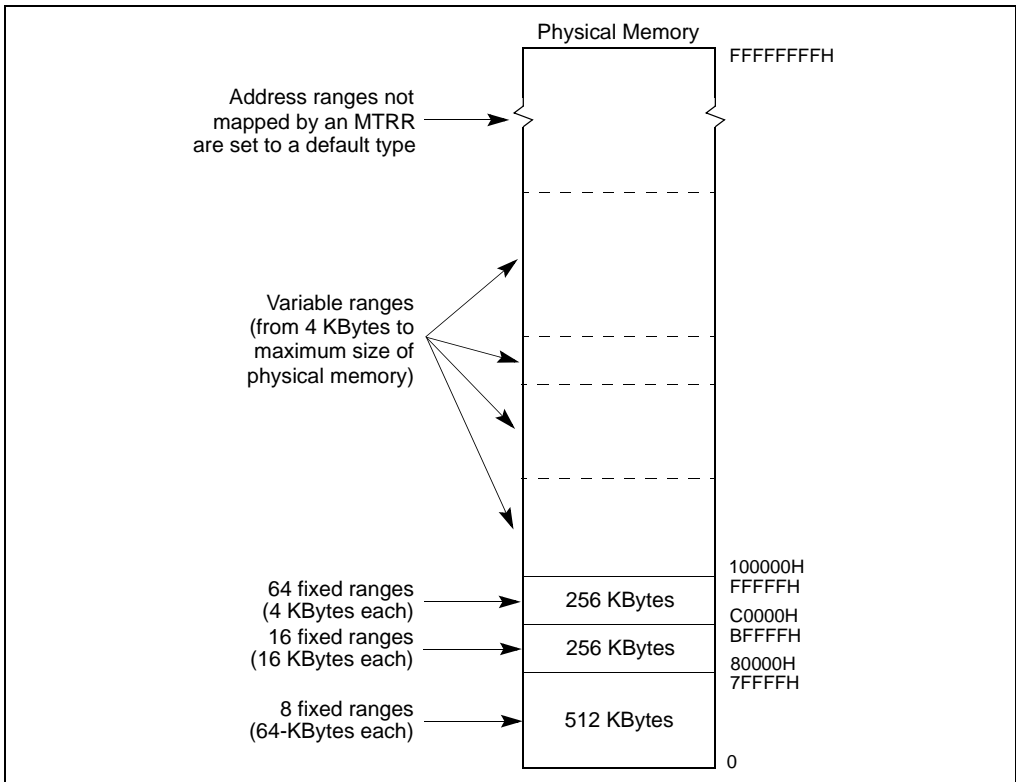 Physical Memory
FFFFFFFFH
Address ranges not
mapped by an MTRR
are set to a default type
Variable ranges
(from 4 KBytes to
maximum size of
physical memory)
100000H
FFFFFH
64 fixed ranges
(4 KBytes each)
256 KBytes
C0000H
BFFFFH
16 fixed ranges
(16 KBytes each)
256 KBytes
80000H
7FFFFH
8 fixed ranges
(64-KBytes each)
512 KBytes
0